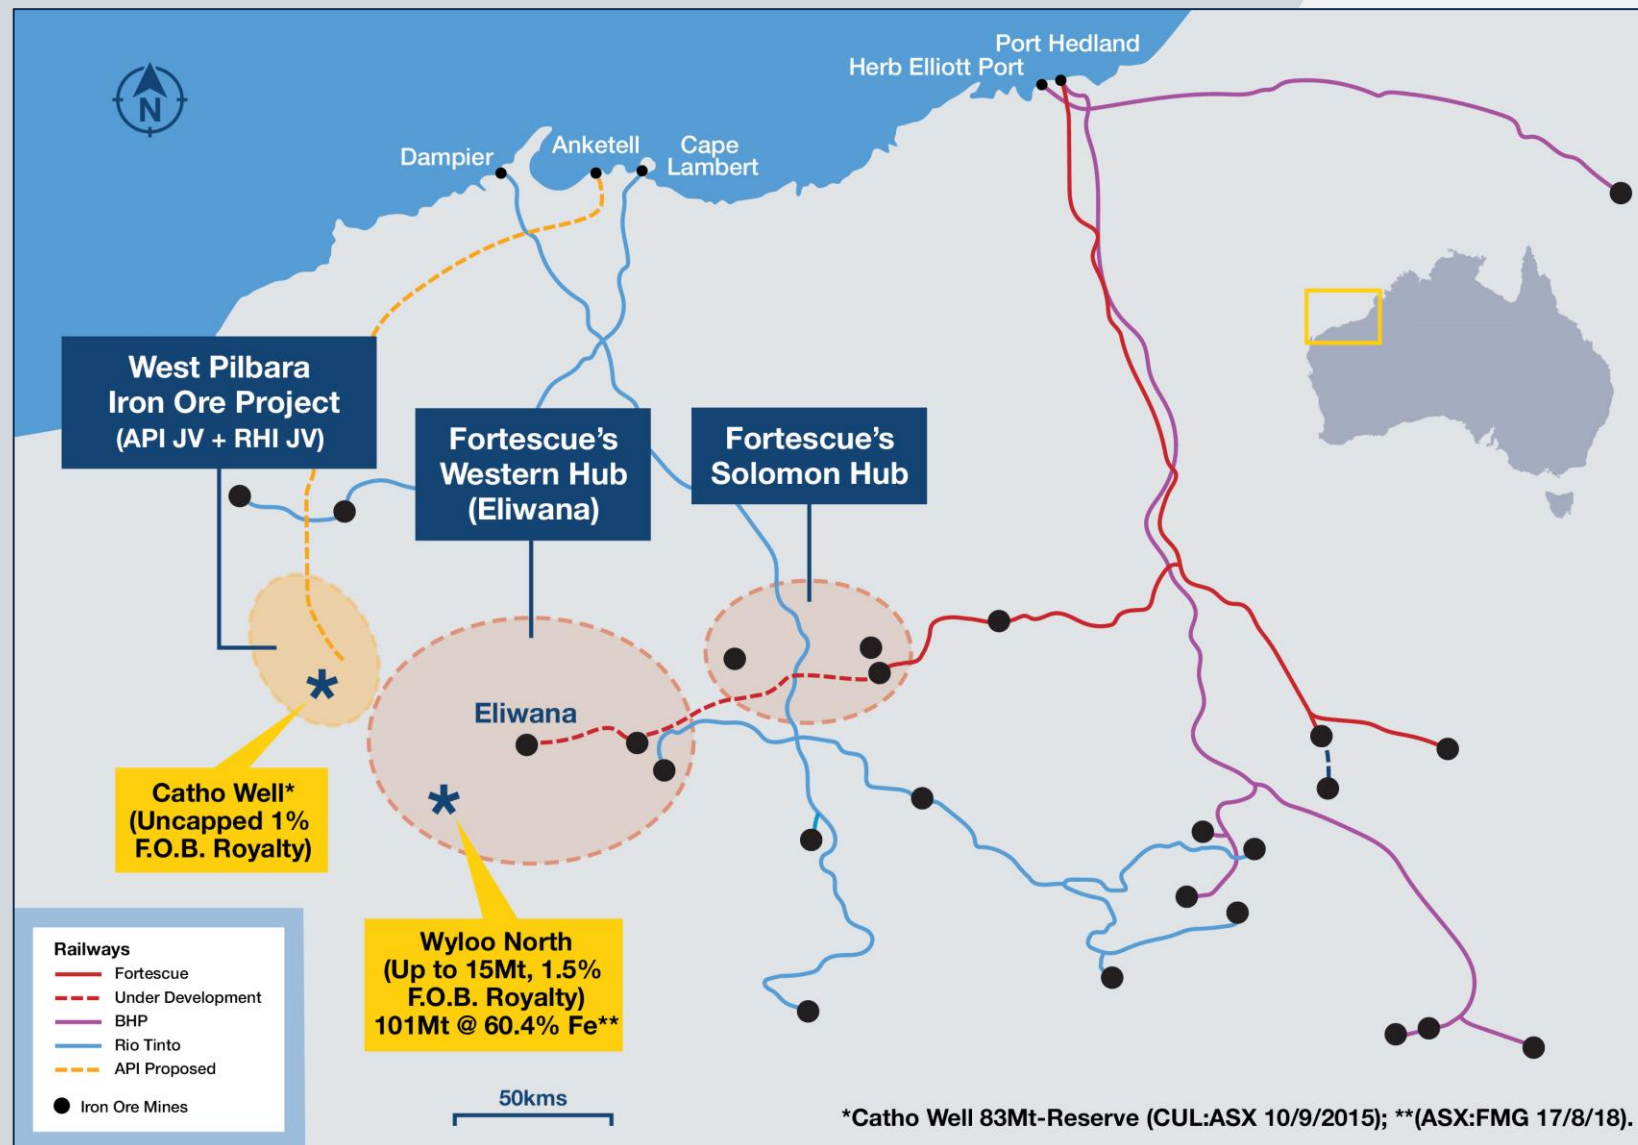 Port Hedland
Herb Elliott Port
Dampier
Anketell
Cape
Lambert
N
West Pilbara
Iron Ore Project
(API JV + RHI JV)
Fortescue's
Western Hub
(Eliwana)
Fortescue's
Solomon Hub
Eliwana
Catho Well*
(Uncapped 1%
F.O.B. Royalty)
Wyloo North
(Up to 15Mt, 1.5%
F.O.B. Royalty)
101Mt @ 60.4% Fe**
Railways
Fortescue
Under Development
BHP
Rio Tinto
API Proposed
Iron Ore Mines
50kms
*Catho Well 83Mt-Reserve (CUL:ASX 10/9/2015); **(ASX:FMG 17/8/18).